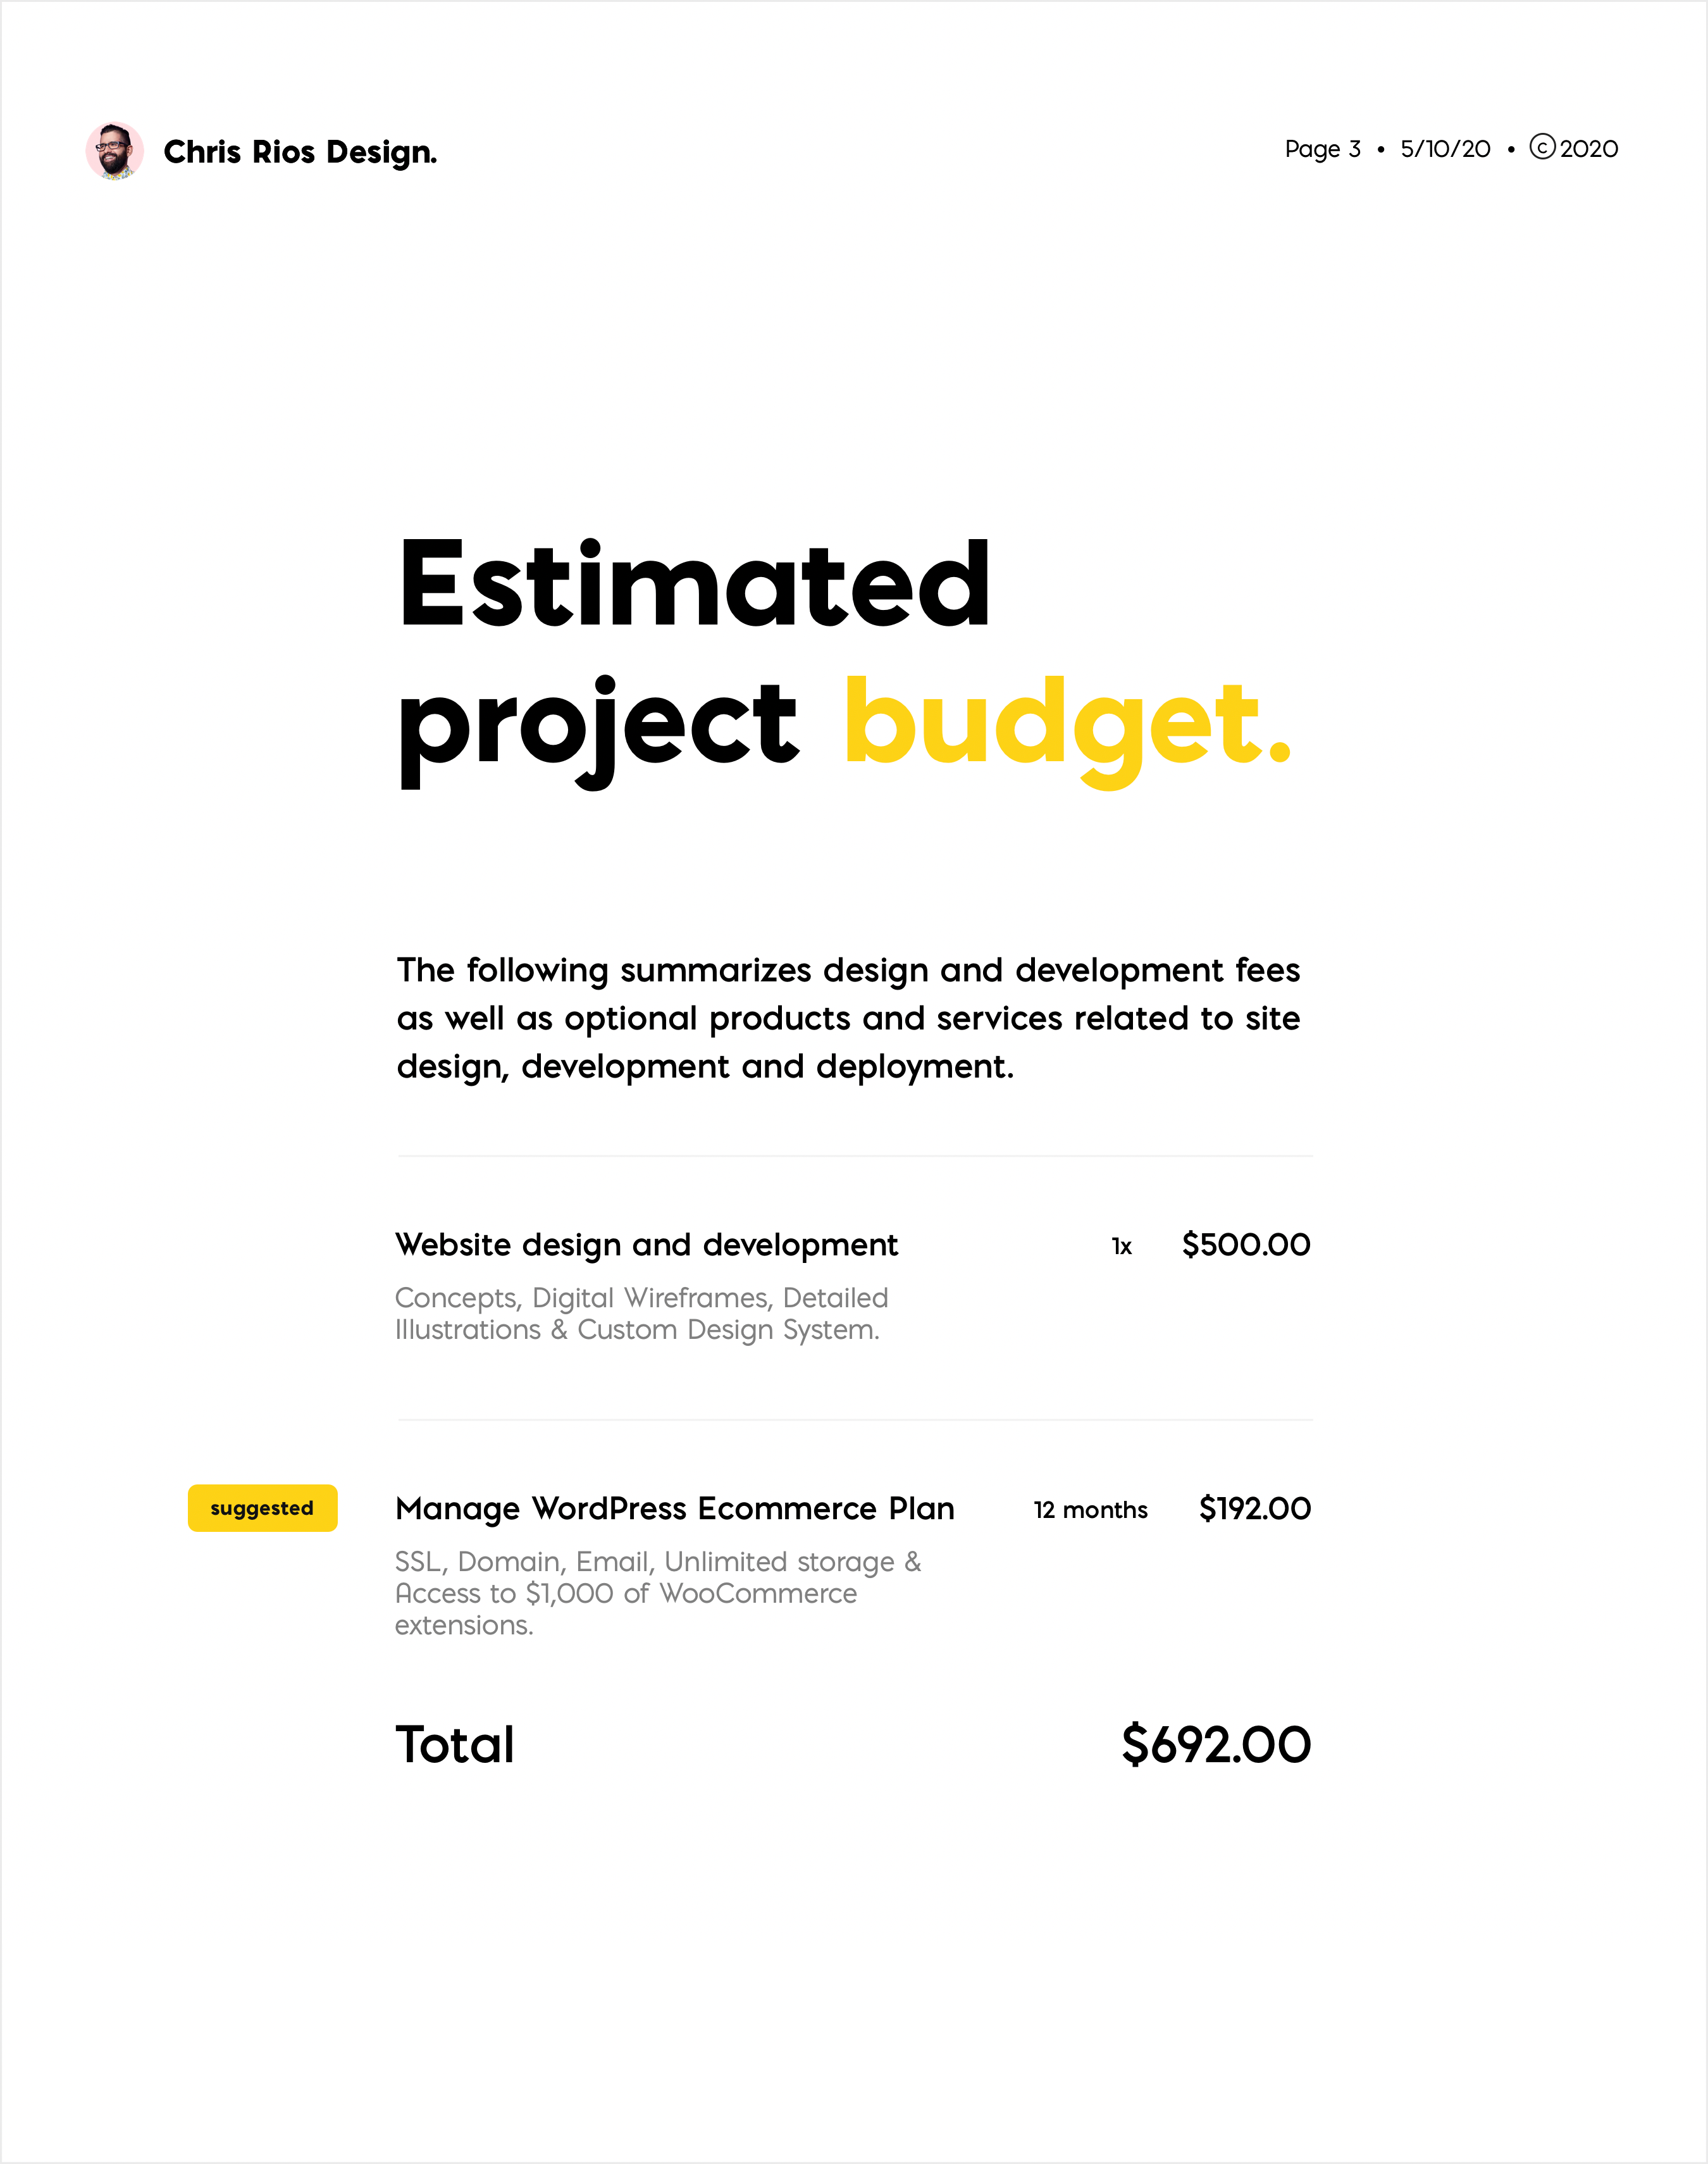 Chris Rios Design.
Page 3 • 5/10/20 • ©2020
Estimated
project budget.
The following summarizes design and development fees
as well as optional products and services related to site
design, development and deployment.
Website design and development 1x $500.00
Concepts, Digital Wireframes, Detailed
Illustrations & Custom Design System.
suggested Manage WordPress Ecommerce Plan 12 months $192.00
SSL, Domain, Email, Unlimited storage &
Access to $1,000 of WooCommerce
extensions.
Total $692.00